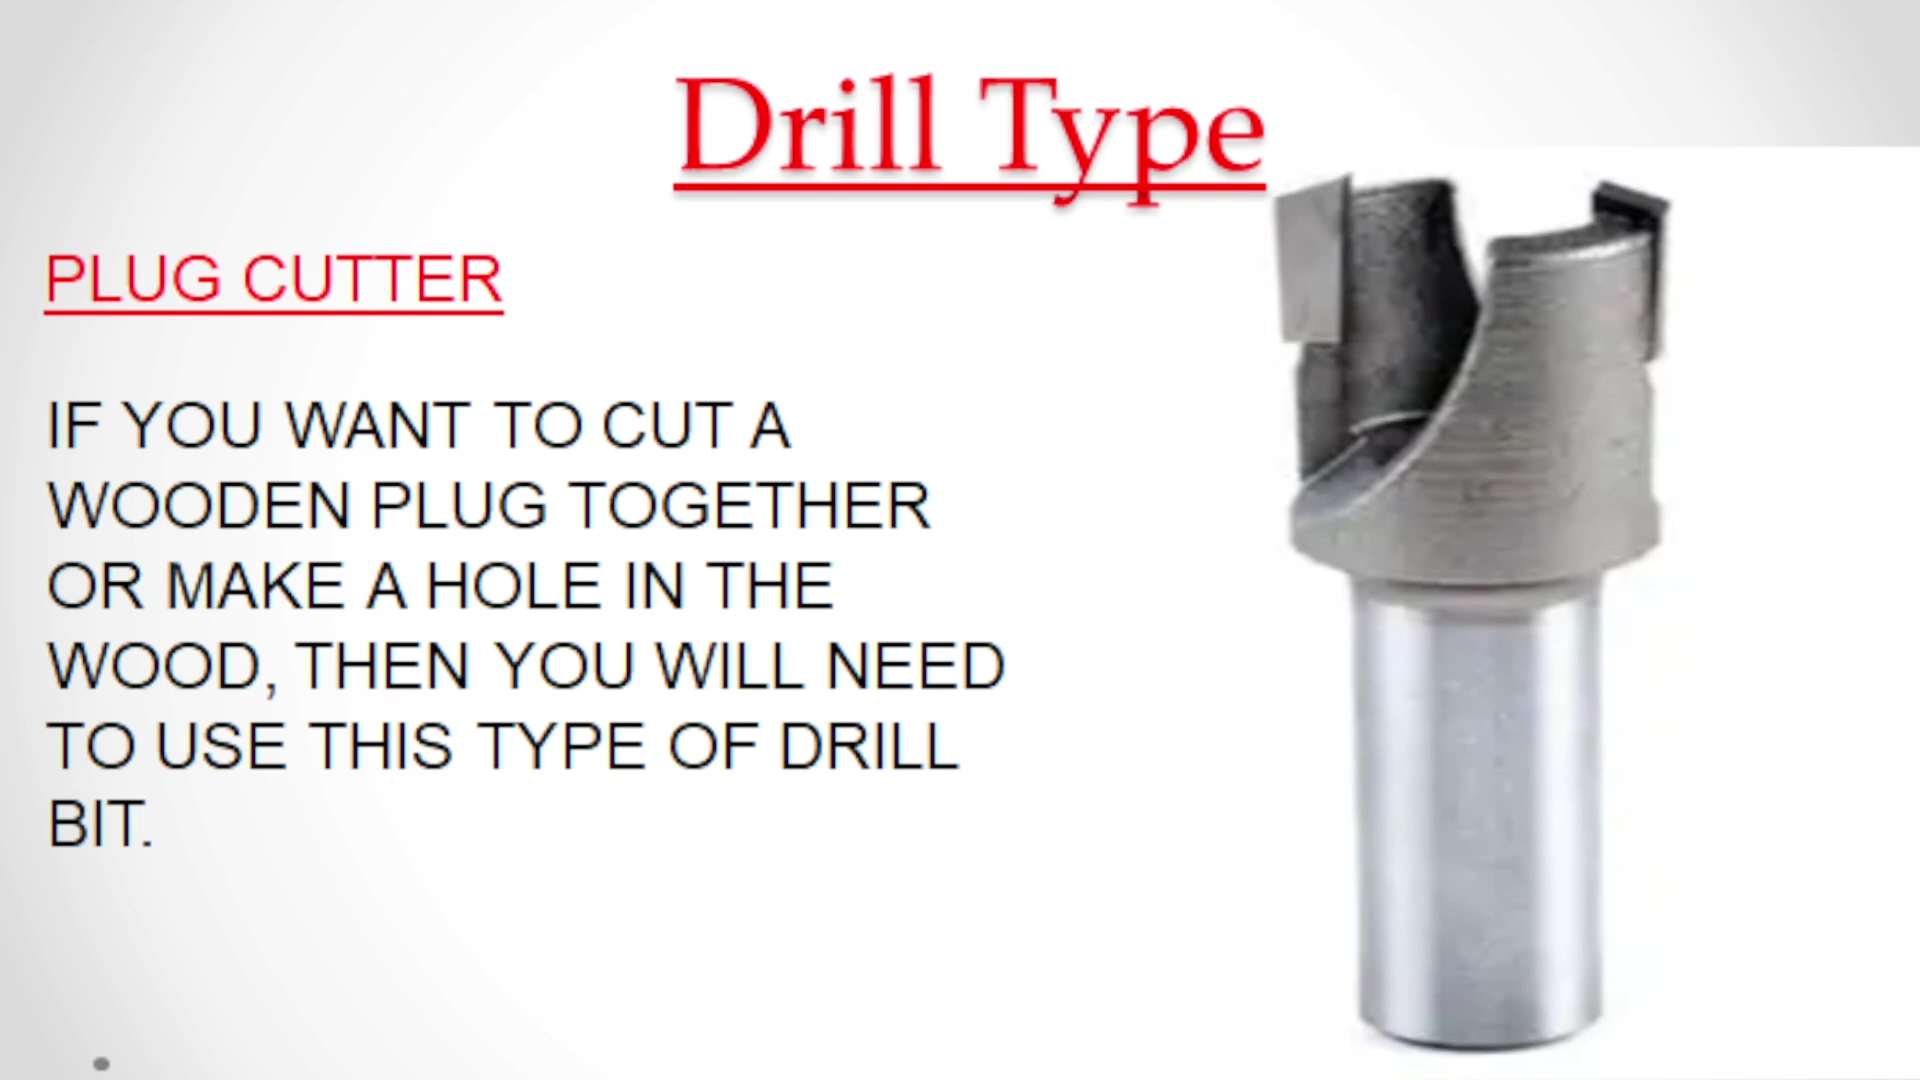 Drill Type
PLUG CUTTER
IF YOU WANT TO CUT A
WOODEN PLUG TOGETHER
OR MAKE A HOLE IN THE
WOOD, THEN YOU WILL NEED
TO USE THIS TYPE OF DRILL
BIT.